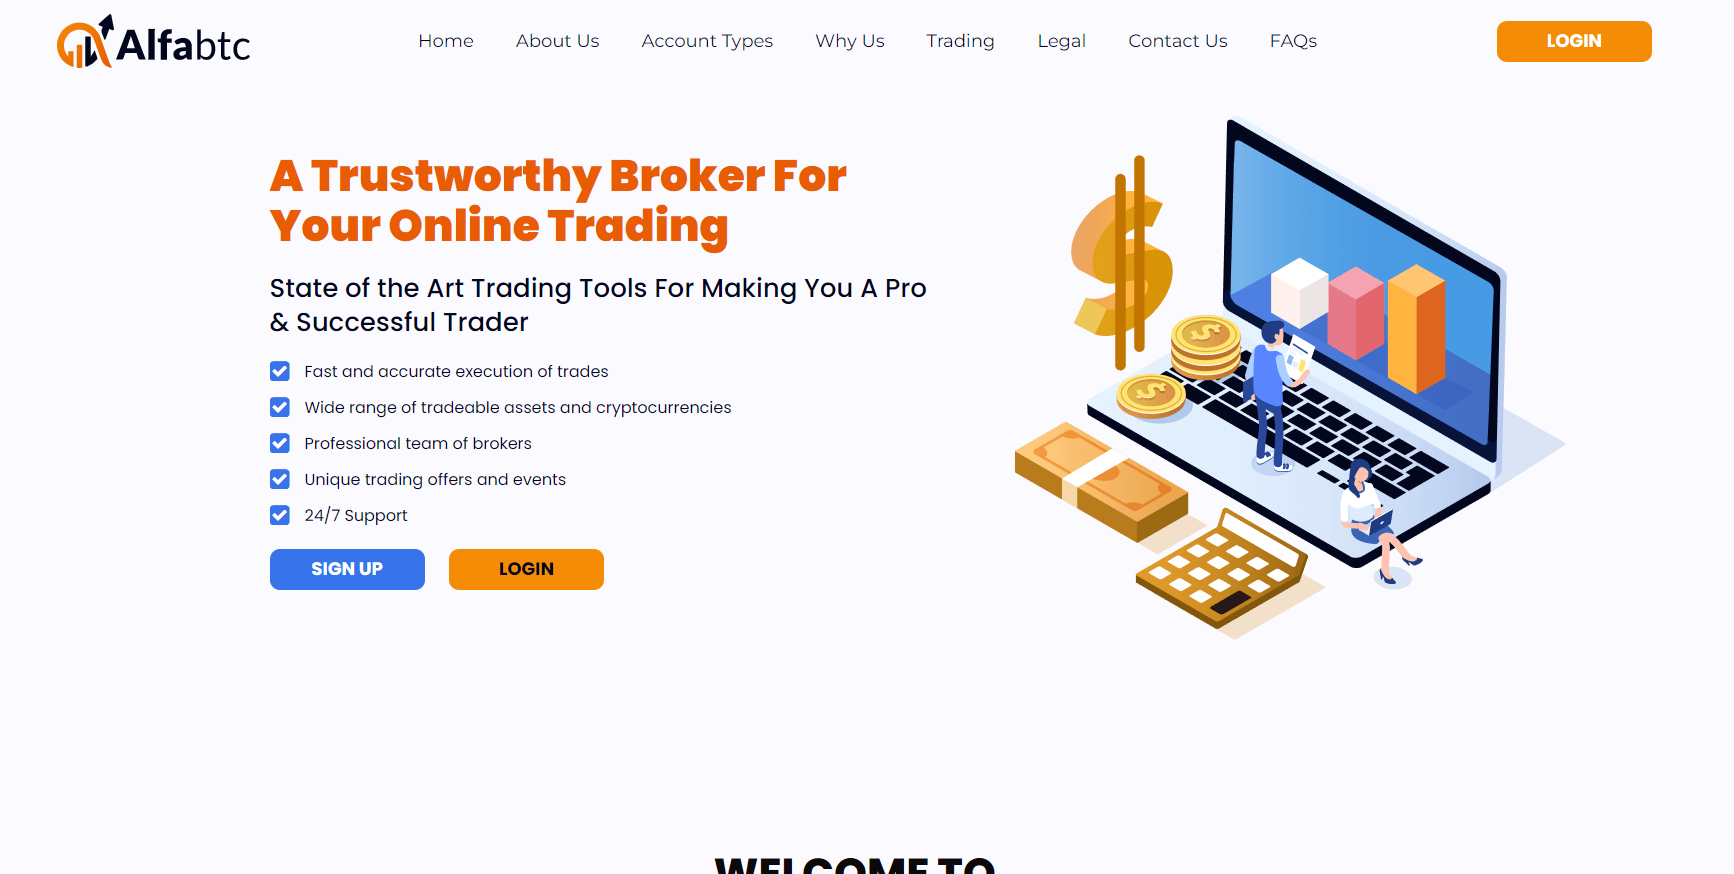 Alfabtc
Home
About Us
Account Types
Why Us
Trading
Legal
Contact Us
FAQs
LOGIN
A Trustworthy Broker For
Your Online Trading
State of the Art Trading Tools For Making You A Pro
& Successful Trader
Fast and accurate execution of trades
Wide range of tradeable assets and cryptocurrencies
Professional team of brokers
Unique trading offers and events
24/7 Support
SIGN UP
LOGIN
WELCOME TO